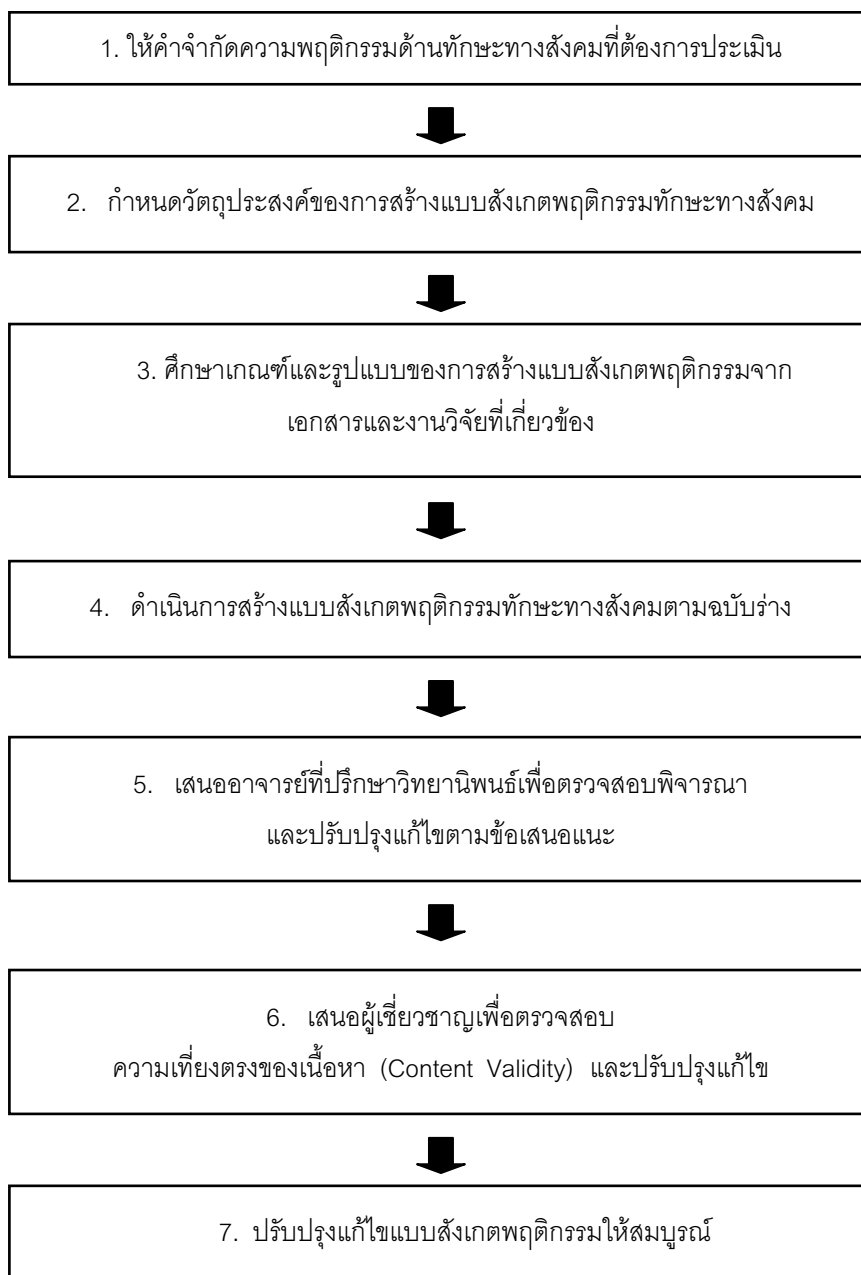 1. ให้คำจำกัดความพฤติกรรมด้านทักษะทางสังคมที่ต้องการประเมิน
2. กำหนดวัตถุประสงค์ของการสร้างแบบสังเกตพฤติกรรมทักษะทางสังคม
3. ศึกษาเกณฑ์และรูปแบบของการสร้างแบบสังเกตพฤติกรรมจาก
เอกสารและงานวิจัยที่เกี่ยวข้อง
4. ดำเนินการสร้างแบบสังเกตพฤติกรรมทักษะทางสังคมตามฉบับร่าง
5. เสนออาจารย์ที่ปรึกษาวิทยานิพนธ์เพื่อตรวจสอบพิจารณา
และปรับปรุงแก้ไขตามข้อเสนอแนะ
6. เสนอผู้เชี่ยวชาญเพื่อตรวจสอบ
ความเที่ยงตรงของเนื้อหา (Content Validity) และปรับปรุงแก้ไข
7. ปรับปรุงแก้ไขแบบสังเกตพฤติกรรมให้สมบูรณ์